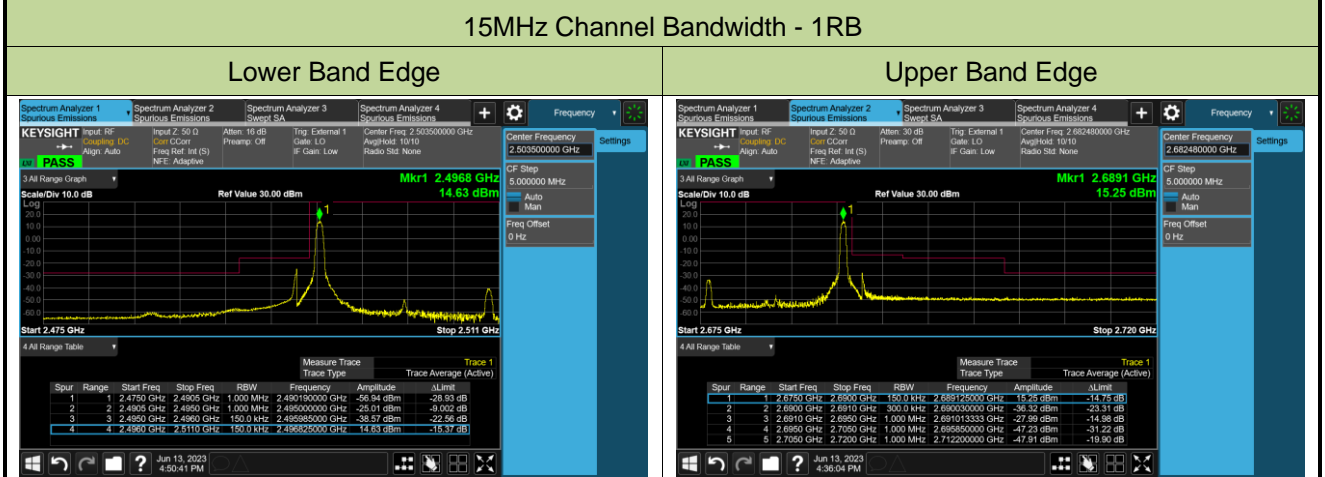 15MHz Channel Bandwidth - 1RB
Lower Band Edge
Upper Band Edge
Spectrum Analyzer 1
Spurious Emissions
Spectrum Analyzer 2
Spurious Emissions
Spectrum Analyzer 3
Swept SA
Spectrum Analyzer 4
Spurious Emissions
+
Frequency
KEYSIGHT
Input: RF
Coupling: DC
Align: Auto
Input Z: 50 Ω
Corr CCorr
Freq Ref: Int (S)
NFE: Adaptive
Atten: 16 dB
Preamp: Off
Trig: External 1
Gate: LO
IF Gain: Low
Center Freq: 2.503500000 GHz
Avg|Hold: 10/10
Radio Std: None
PASS
Center Frequency
2.503500000 GHz
Settings
CF Step
5.000000 MHz
Auto
Man
Freq Offset
0 Hz
3 All Range Graph
Mkr1 2.4968 GHz
Scale/Div 10.0 dB
Ref Value 30.00 dBm
14.63 dBm
Log
20.0
10.0
0.00
-10.0
-20.0
-30.0
-40.0
-50.0
-60.0
1
Start 2.475 GHz
Stop 2.511 GHz
4 All Range Table
Measure Trace Trace 1
Trace Type Trace Average (Active)
Spur Range Start Freq Stop Freq RBW Frequency Amplitude ΔLimit
1 1 2.4750 GHz 2.4905 GHz 1.000 MHz 2.490190000 GHz -56.94 dBm -28.93 dB
2 2 2.4905 GHz 2.4950 GHz 1.000 MHz 2.495000000 GHz -25.01 dBm -9.002 dB
3 3 2.4950 GHz 2.4960 GHz 150.0 kHz 2.495985000 GHz -38.57 dBm -22.56 dB
4 4 2.4960 GHz 2.5110 GHz 150.0 kHz 2.496825000 GHz 14.63 dBm -15.37 dB
?
Jun 13, 2023
4:50:41 PM
Spectrum Analyzer 1
Spurious Emissions
Spectrum Analyzer 2
Spurious Emissions
Spectrum Analyzer 3
Swept SA
Spectrum Analyzer 4
Spurious Emissions
+
Frequency
KEYSIGHT
Input: RF
Coupling: DC
Align: Auto
Input Z: 50 Ω
Corr CCorr
Freq Ref: Int (S)
NFE: Adaptive
Atten: 30 dB
Preamp: Off
Trig: External 1
Gate: LO
IF Gain: Low
Center Freq: 2.682480000 GHz
Avg|Hold: 10/10
Radio Std: None
PASS
Center Frequency
2.682480000 GHz
Settings
CF Step
5.000000 MHz
Auto
Man
Freq Offset
0 Hz
3 All Range Graph
Mkr1 2.6891 GHz
Scale/Div 10.0 dB
Ref Value 30.00 dBm
15.25 dBm
Log
20.0
10.0
0.00
-10.0
-20.0
-30.0
-40.0
-50.0
-60.0
1
Start 2.675 GHz
Stop 2.720 GHz
4 All Range Table
Measure Trace Trace 1
Trace Type Trace Average (Active)
Spur Range Start Freq Stop Freq RBW Frequency Amplitude ΔLimit
1 1 2.6750 GHz 2.6900 GHz 150.0 kHz 2.689125000 GHz 15.25 dBm -14.75 dB
2 2 2.6900 GHz 2.6910 GHz 300.0 kHz 2.690030000 GHz -36.32 dBm -23.31 dB
3 3 2.6910 GHz 2.6950 GHz 1.000 MHz 2.691013333 GHz -27.99 dBm -14.98 dB
4 4 2.6950 GHz 2.7050 GHz 1.000 MHz 2.695850000 GHz -47.23 dBm -31.22 dB
5 5 2.7050 GHz 2.7200 GHz 1.000 MHz 2.712200000 GHz -47.91 dBm -19.90 dB
?
Jun 13, 2023
4:36:04 PM